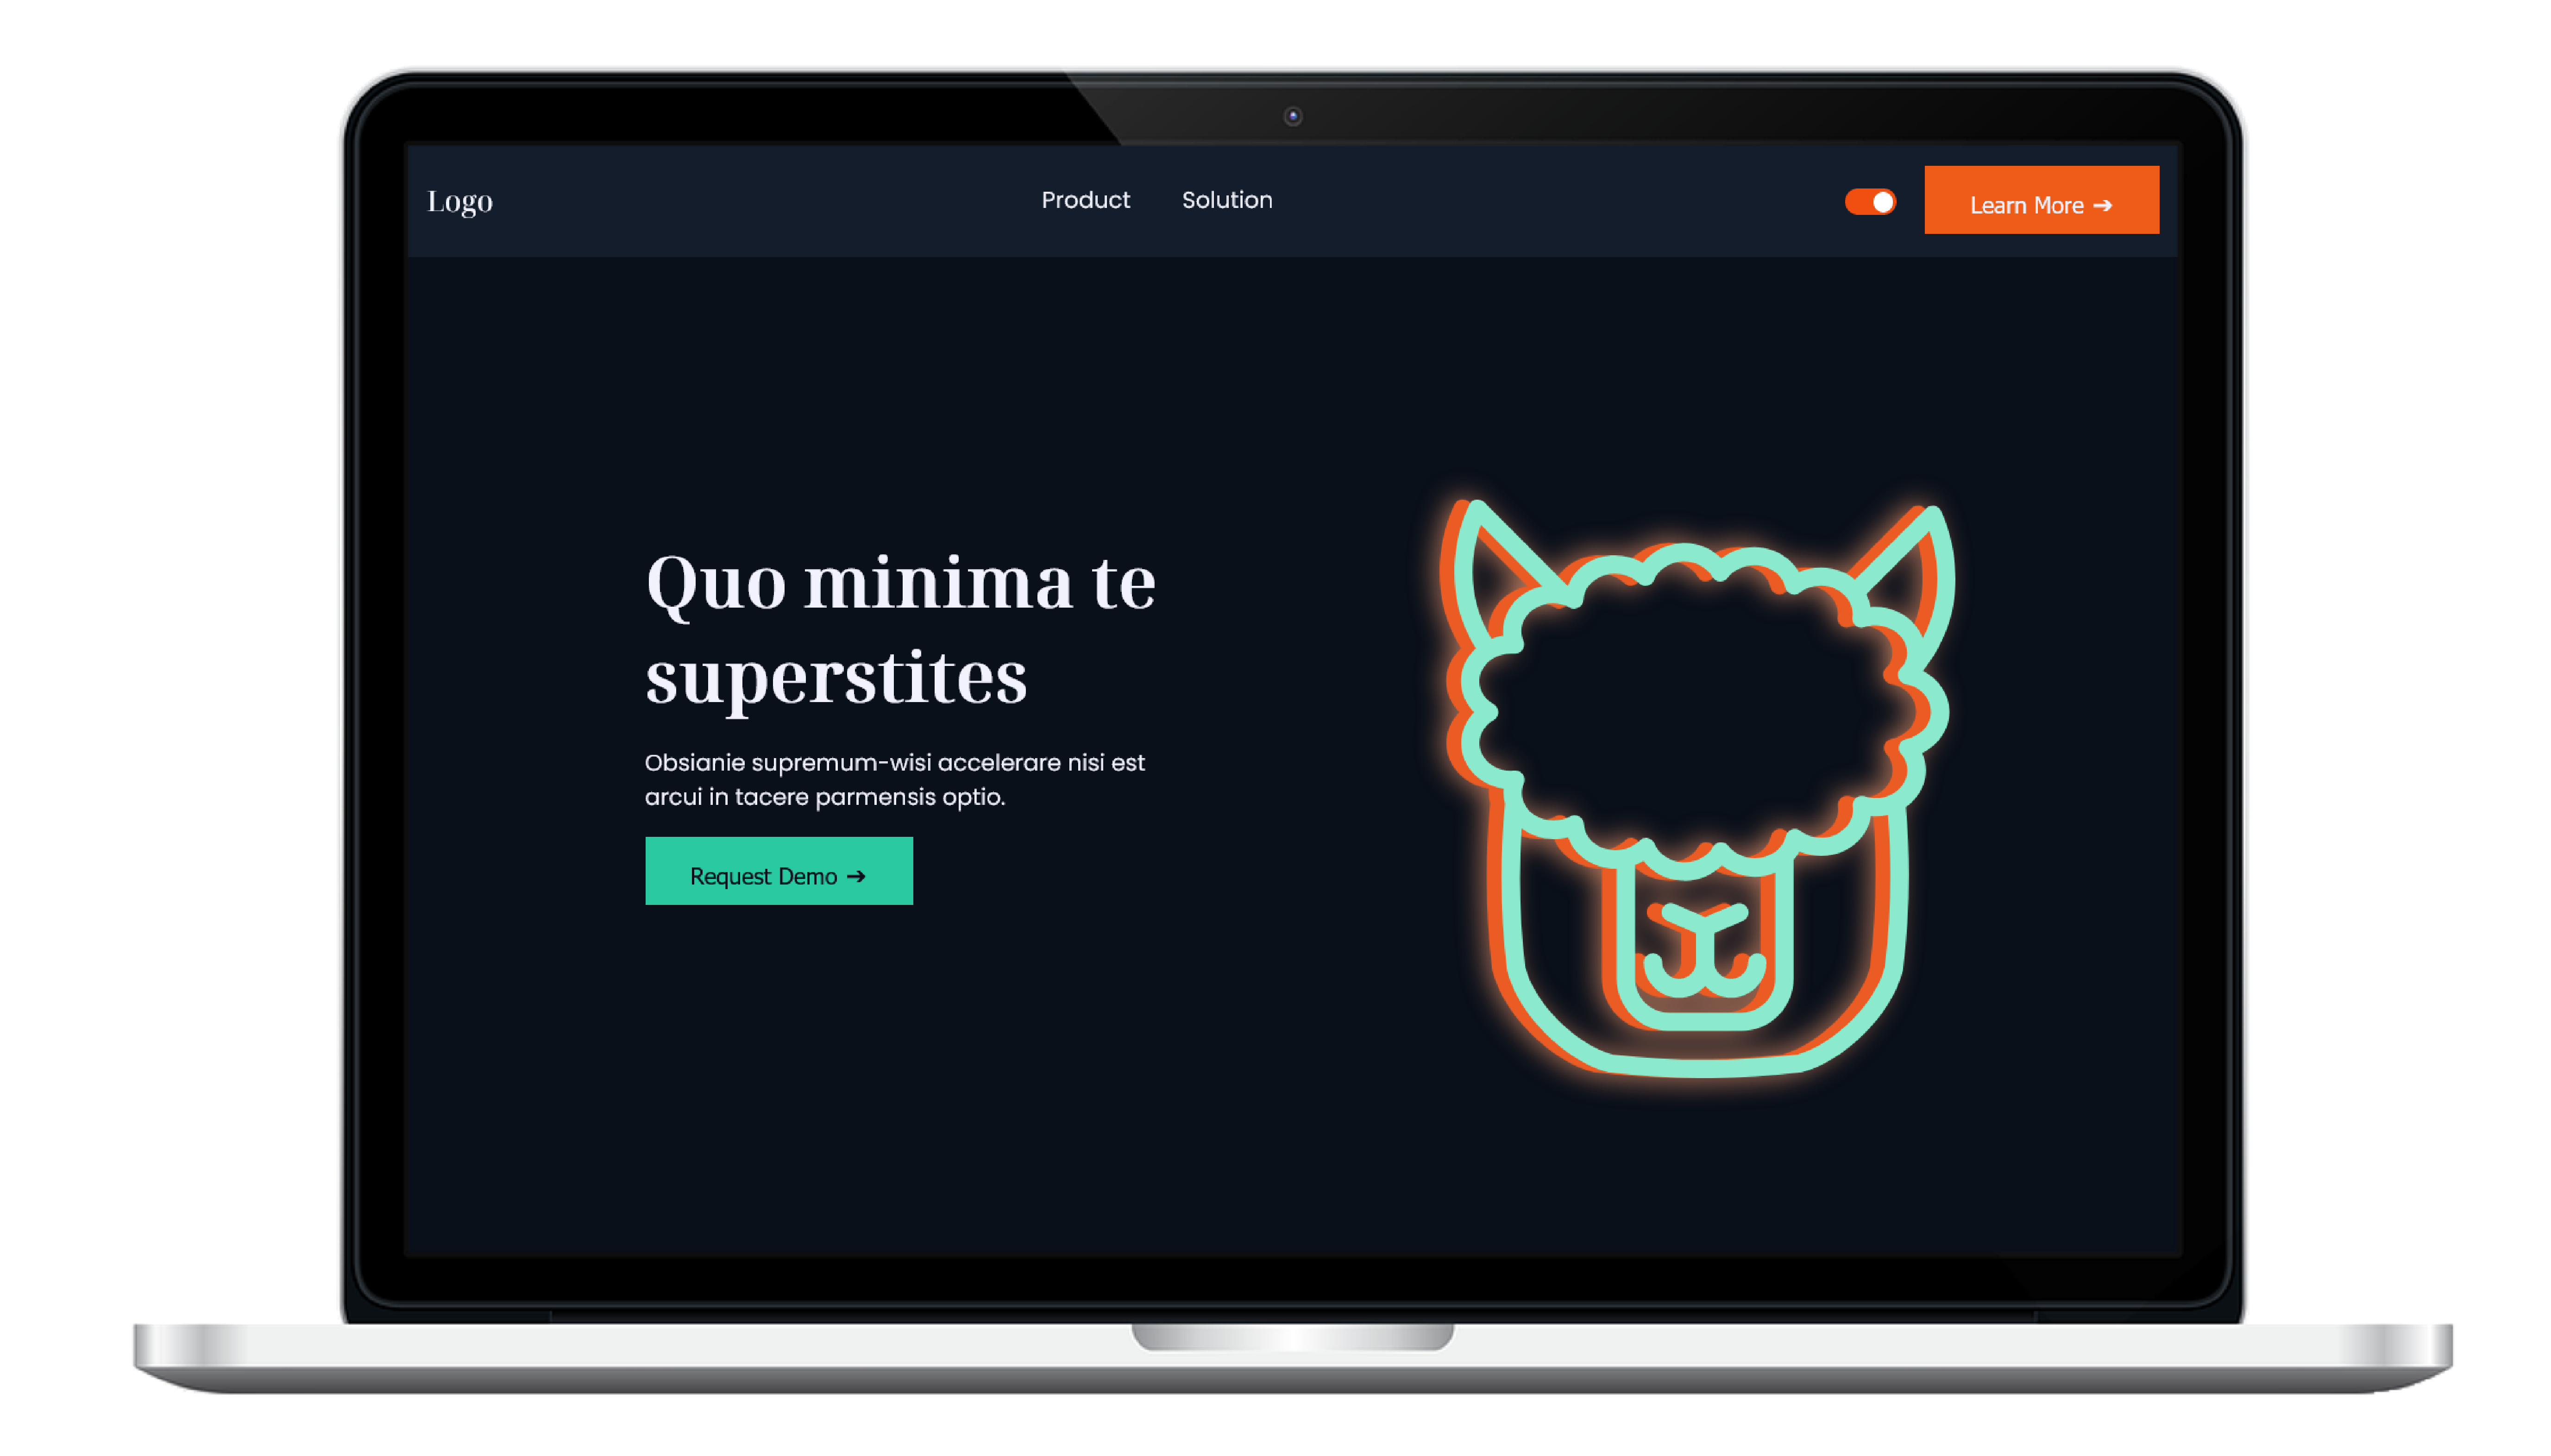 Logo
Product
Solution
Learn More ➔
Quo minima te
superstites
Obsianie supremum-wisi accelerare nisi est
arcui in tacere parmensis optio.
Request Demo ➔